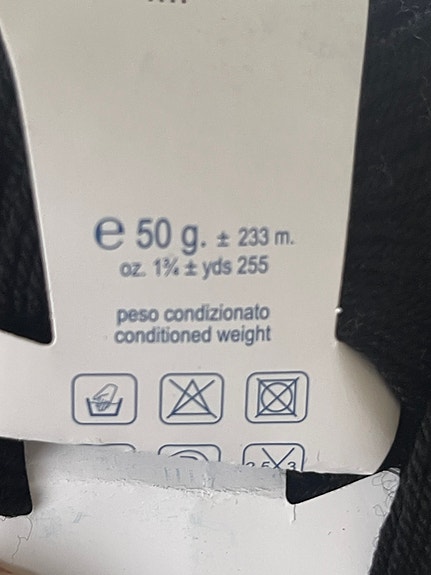 e 50 g. ± 233 m.
oz. 1¾ ± yds 255
peso condizionato
conditioned weight